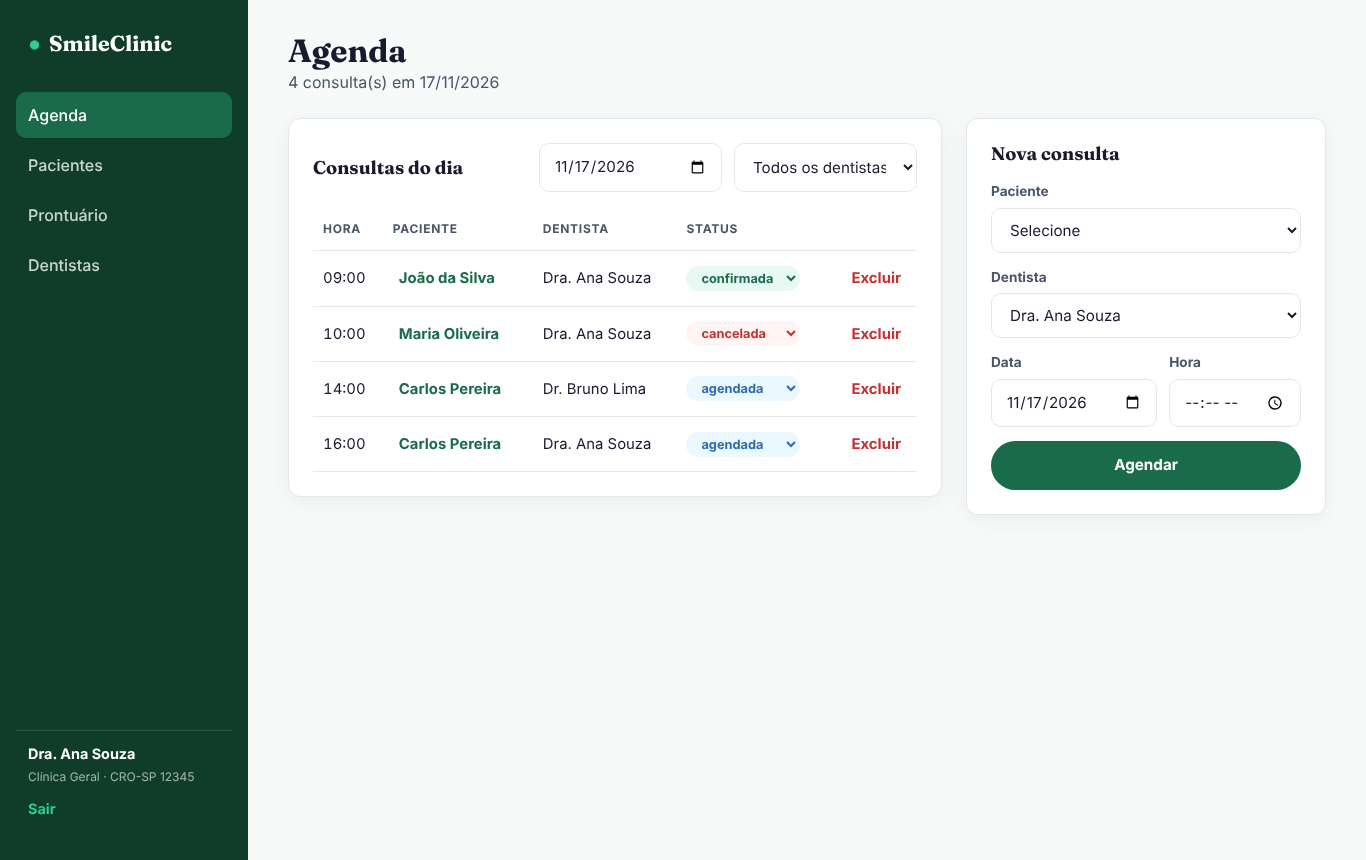 SmileClinic
Agenda
Pacientes
Prontuário
Dentistas
Dra. Ana Souza
Clínica Geral · CRO-SP 12345
Sair
Agenda
4 consulta(s) em 17/11/2026
Consultas do dia
11/17/2026
Todos os dentistas
HORA PACIENTE DENTISTA STATUS
09:00 João da Silva Dra. Ana Souza confirmada Excluir
10:00 Maria Oliveira Dra. Ana Souza cancelada Excluir
14:00 Carlos Pereira Dr. Bruno Lima agendada Excluir
16:00 Carlos Pereira Dra. Ana Souza agendada Excluir
Nova consulta
Paciente
Selecione
Dentista
Dra. Ana Souza
Data Hora
11/17/2026 --:-- --
Agendar